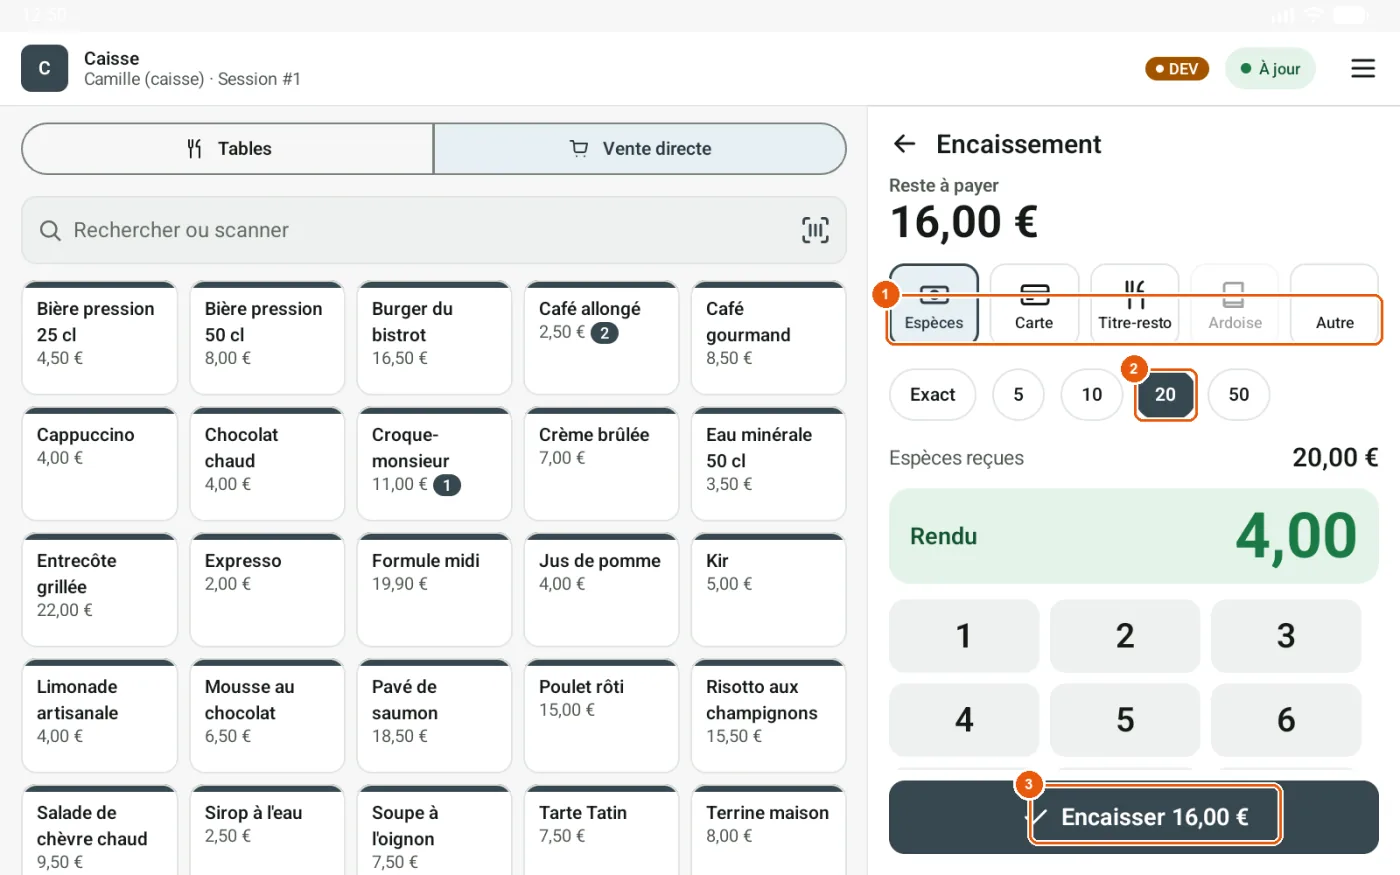 12:50
C
Caisse
Camille (caisse) · Session #1
DEV
À jour
Tables
Vente directe
Rechercher ou scanner
Bière pression 25 cl
4,50 €
Bière pression 50 cl
8,00 €
Burger du bistrot
16,50 €
Café allongé
2,50 € 2
Café gourmand
8,50 €
Cappuccino
4,00 €
Chocolat chaud
4,00 €
Croque-monsieur
11,00 € 1
Crème brûlée
7,00 €
Eau minérale 50 cl
3,50 €
Entrecôte grillée
22,00 €
Expresso
2,00 €
Formule midi
19,90 €
Jus de pomme
4,00 €
Kir
5,00 €
Limonade artisanale
4,00 €
Mousse au chocolat
6,50 €
Pavé de saumon
18,50 €
Poulet rôti
15,00 €
Risotto aux champignons
15,50 €
Salade de chèvre chaud
9,50 €
Sirop à l'eau
2,50 €
Soupe à l'oignon
7,50 €
Tarte Tatin
7,50 €
Terrine maison
8,00 €
Encaissement
Reste à payer
16,00 €
1
Espèces
Carte
Titre-resto
Ardoise
Autre
2
Exact
5
10
20
50
Espèces reçues
20,00 €
Rendu
4,00
1
2
3
4
5
6
3
Encaisser 16,00 €